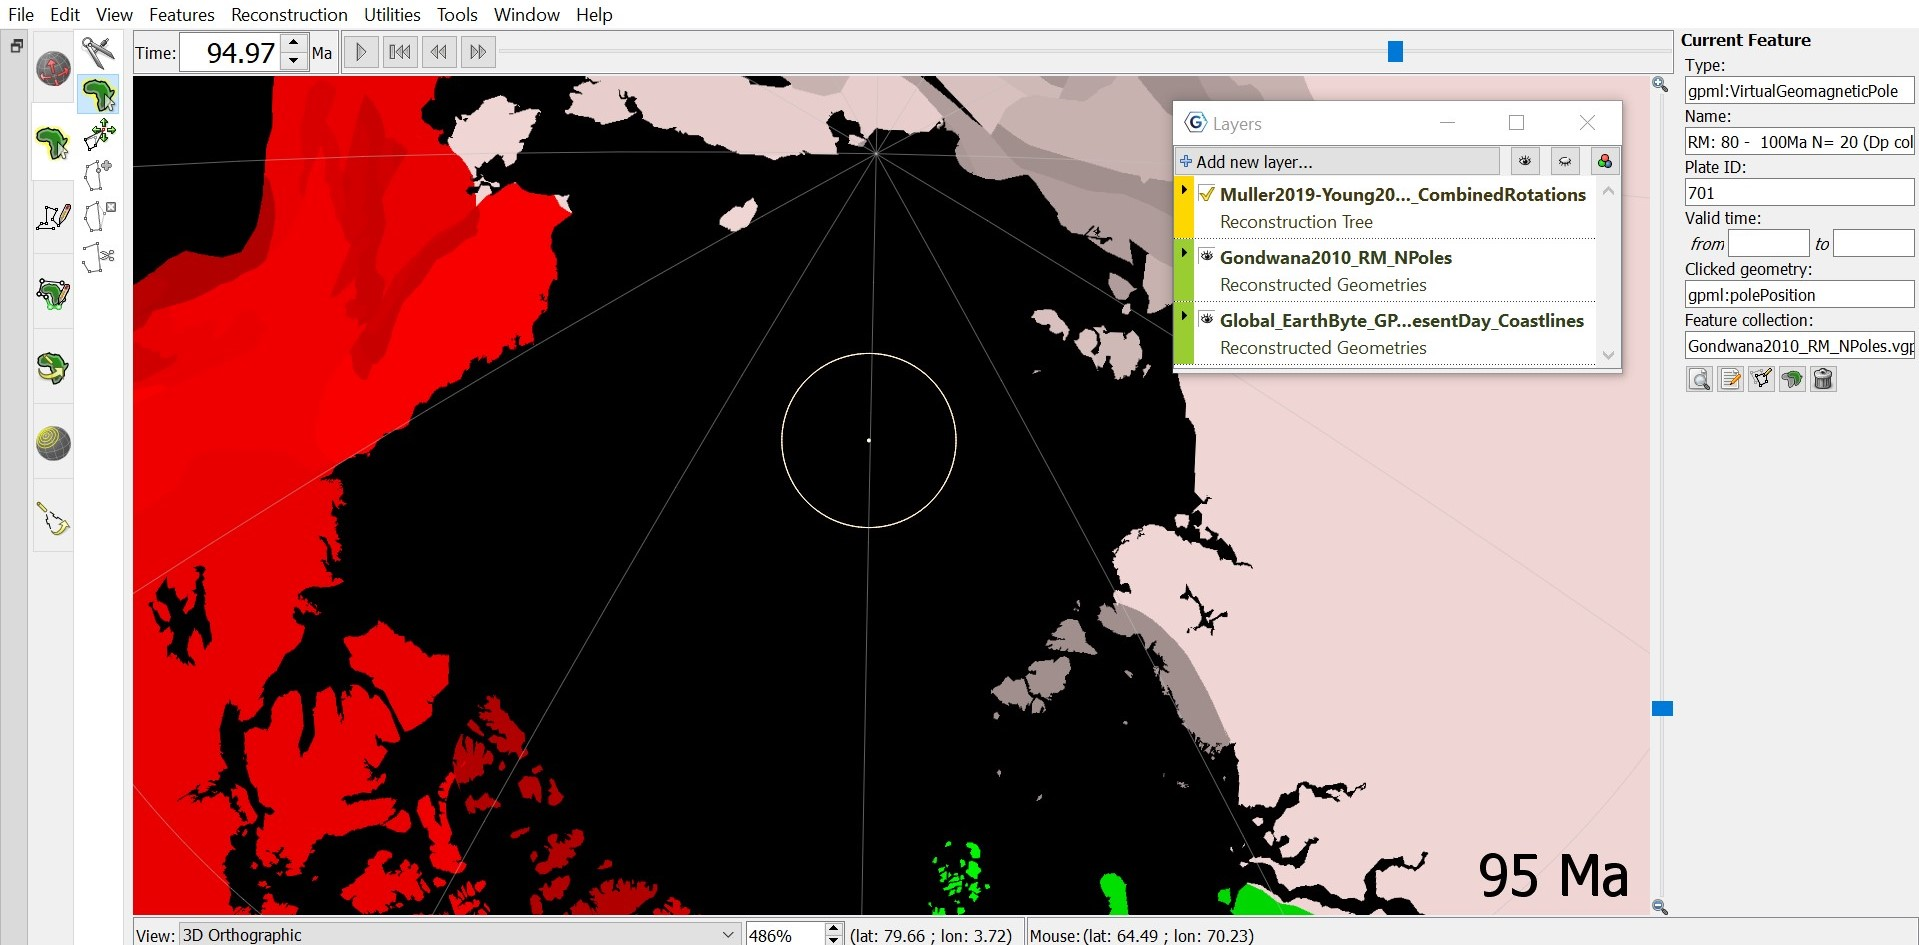 File Edit View Features Reconstruction Utilities Tools Window Help
Time: 94.97 Ma
Current Feature
Type:
gpml:VirtualGeomagneticPole
Name:
RM: 80 - 100Ma N= 20 (Dp col
Plate ID:
701
Valid time:
from to
Clicked geometry:
gpml:polePosition
Feature collection:
Gondwana2010_RM_NPoles.vgp
Layers
Add new layer...
Muller2019-Young20..._CombinedRotations
Reconstruction Tree
Gondwana2010_RM_NPoles
Reconstructed Geometries
Global_EarthByte_GP...esentDay_Coastlines
Reconstructed Geometries
95 Ma
View: 3D Orthographic 486% (lat: 79.66 ; lon: 3.72) Mouse: (lat: 64.49 ; lon: 70.23)